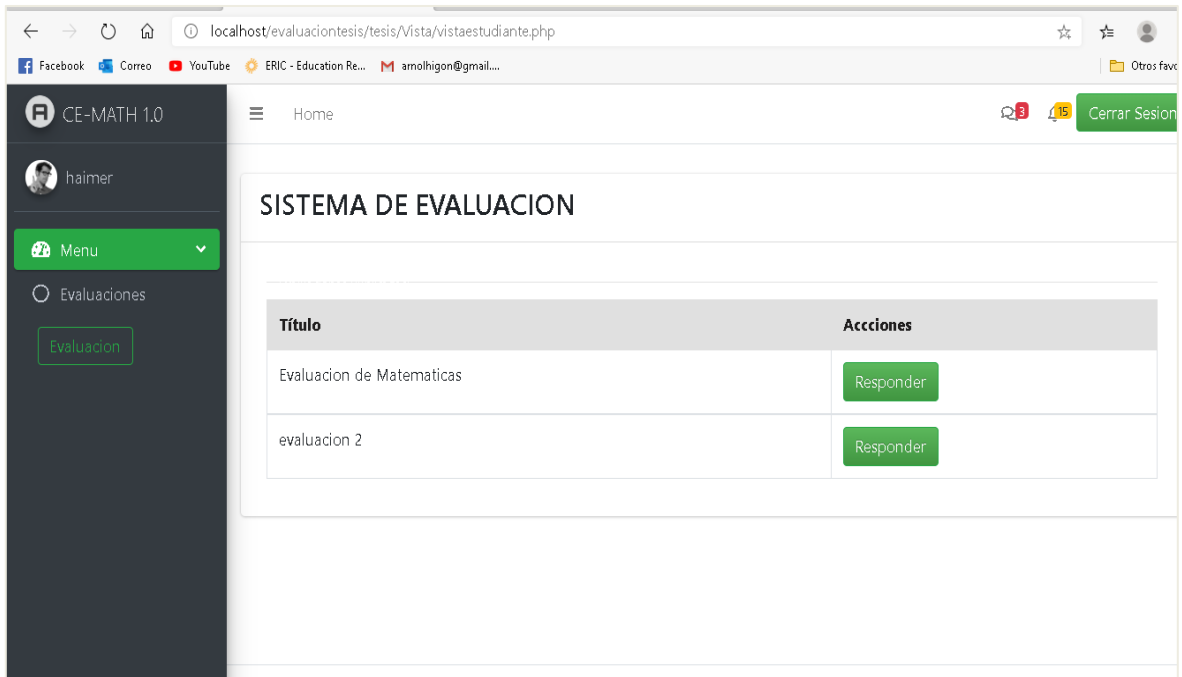 localhost/evaluaciontesis/tesis/Vista/vistaestudiante.php
Facebook Correo YouTube ERIC - Education Re... arnolhigon@gmail.... Otros favo
CE-MATH 1.0
Home 3 15 Cerrar Sesion
haimer
SISTEMA DE EVALUACION
Menu
Evaluaciones
Evaluacion
Título Accciones
Evaluacion de Matematicas Responder
evaluacion 2 Responder